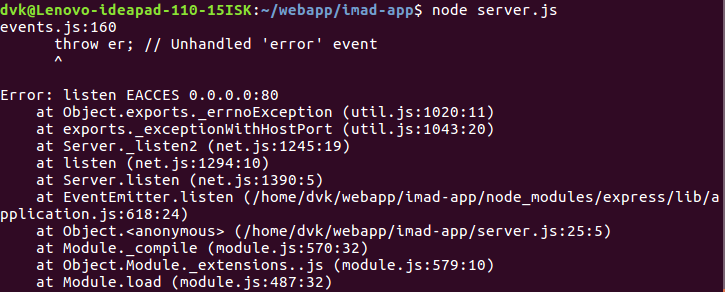 dvk@Lenovo-ideapad-110-15ISK:~/webapp/imad-app$ node server.js
events.js:160
      throw er; // Unhandled 'error' event
      ^

Error: listen EACCES 0.0.0.0:80
    at Object.exports._errnoException (util.js:1020:11)
    at exports._exceptionWithHostPort (util.js:1043:20)
    at Server._listen2 (net.js:1245:19)
    at listen (net.js:1294:10)
    at Server.listen (net.js:1390:5)
    at EventEmitter.listen (/home/dvk/webapp/imad-app/node_modules/express/lib/a
pplication.js:618:24)
    at Object.<anonymous> (/home/dvk/webapp/imad-app/server.js:25:5)
    at Module._compile (module.js:570:32)
    at Object.Module._extensions..js (module.js:579:10)
    at Module.load (module.js:487:32)